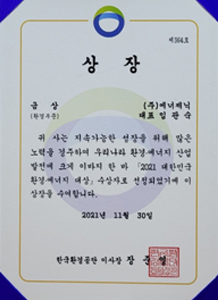 제 164호
상 장
금 상 (주)에너제닉
(환경부문) 대표 임 관 순
귀 사는 지속가능한 성장을 위해 많은
노력을 경주하여 우리나라 환경·에너지 산업
발전에 크게 이바지 한 바 「2021 대한민국
환경·에너지 대상」 수상자로 선정되었기에 이
상장을 수여합니다.
2021년 11월 30일
한국환경공단 이사장 장 준 영